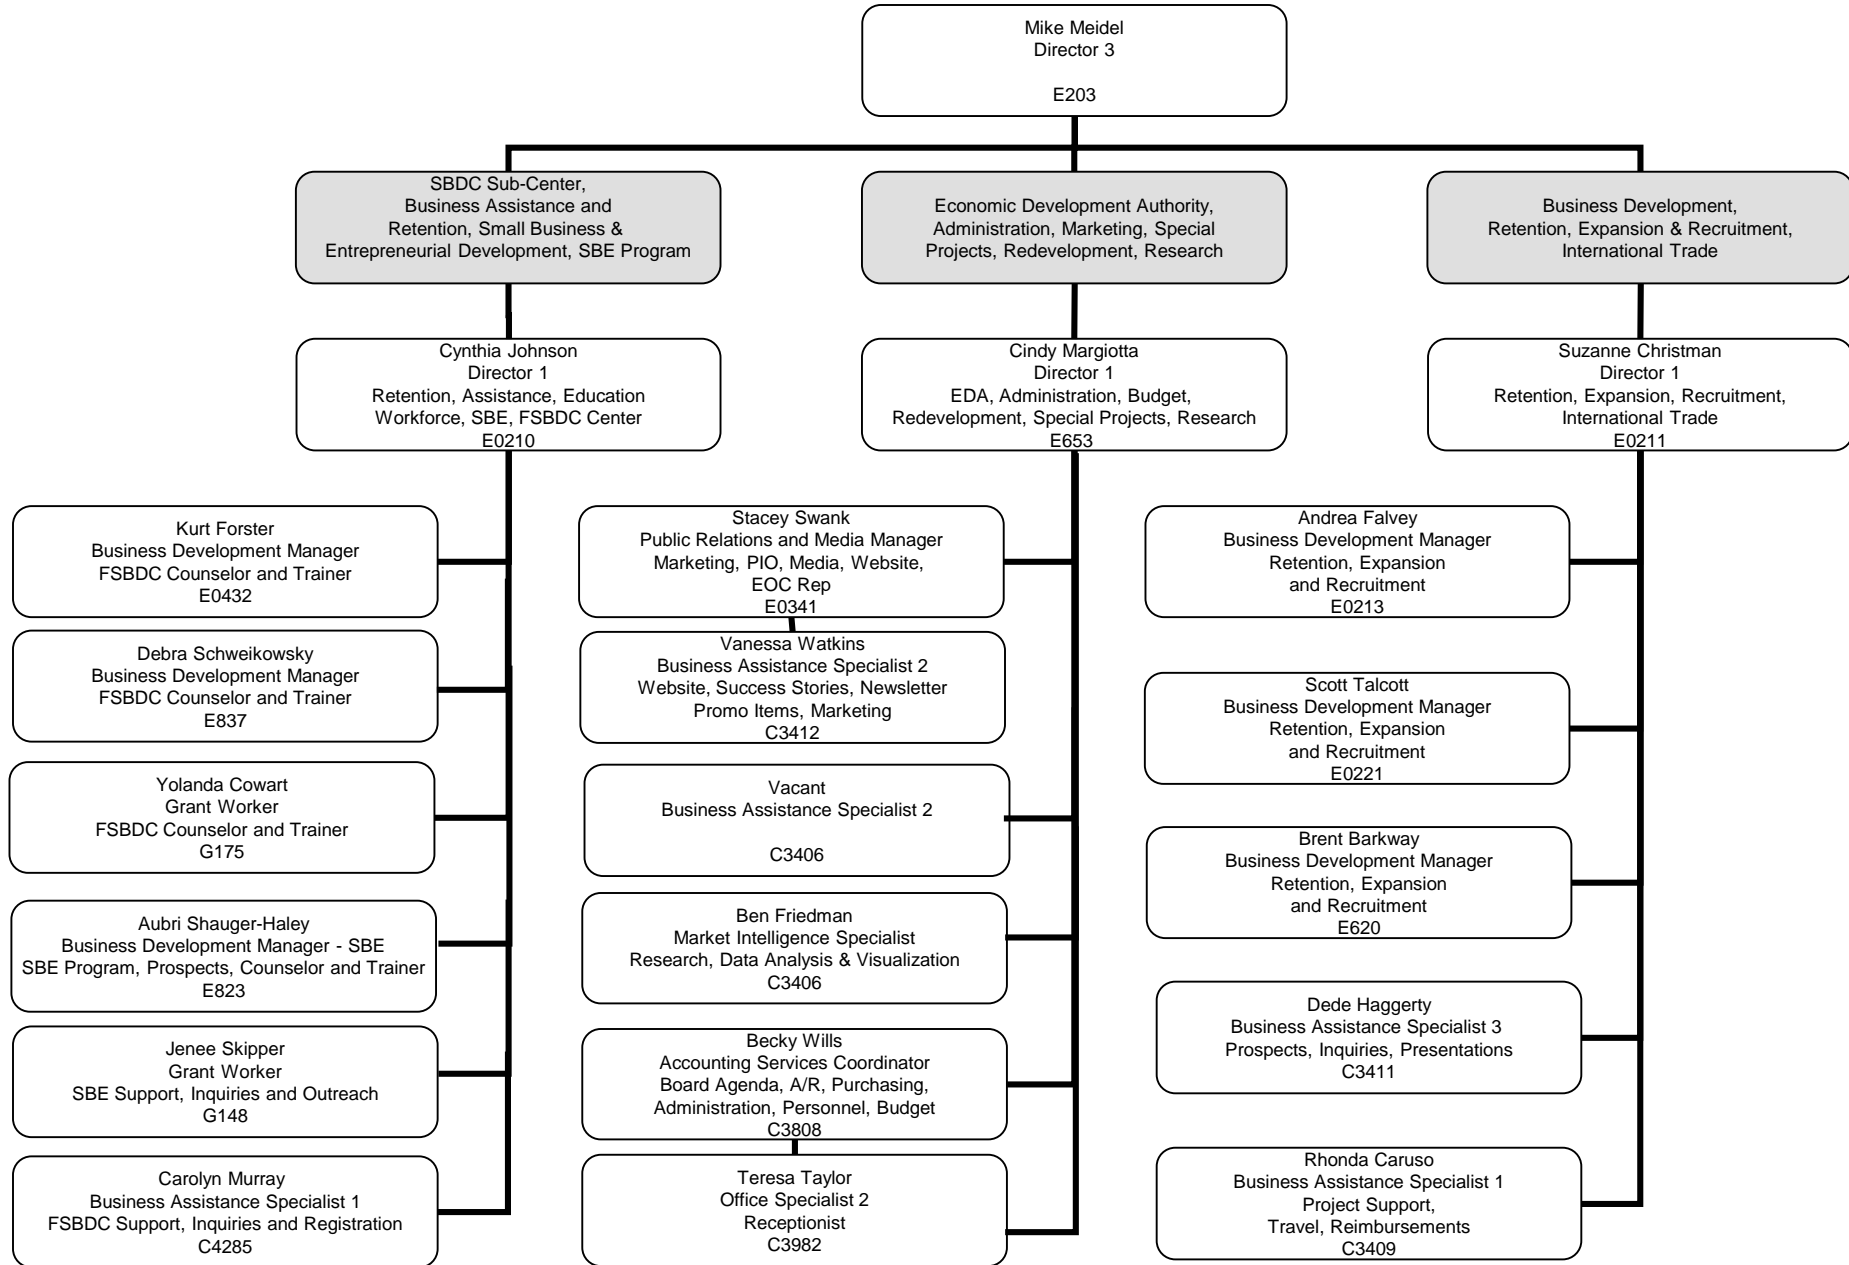 Mike Meidel
Director 3
E203
SBDC Sub-Center,
Business Assistance and
Retention, Small Business &
Entrepreneurial Development, SBE Program
Economic Development Authority,
Administration, Marketing, Special
Projects, Redevelopment, Research
Business Development,
Retention, Expansion & Recruitment,
International Trade
Cynthia Johnson
Director 1
Retention, Assistance, Education
Workforce, SBE, FSBDC Center
E0210
Cindy Margiotta
Director 1
EDA, Administration, Budget,
Redevelopment, Special Projects, Research
E653
Suzanne Christman
Director 1
Retention, Expansion, Recruitment,
International Trade
E0211
Kurt Forster
Business Development Manager
FSBDC Counselor and Trainer
E0432
Debra Schweikowsky
Business Development Manager
FSBDC Counselor and Trainer
E837
Yolanda Cowart
Grant Worker
FSBDC Counselor and Trainer
G175
Aubri Shauger-Haley
Business Development Manager - SBE
SBE Program, Prospects, Counselor and Trainer
E823
Jenee Skipper
Grant Worker
SBE Support, Inquiries and Outreach
G148
Carolyn Murray
Business Assistance Specialist 1
FSBDC Support, Inquiries and Registration
C4285
Stacey Swank
Public Relations and Media Manager
Marketing, PIO, Media, Website,
EOC Rep
E0341
Vanessa Watkins
Business Assistance Specialist 2
Website, Success Stories, Newsletter
Promo Items, Marketing
C3412
Vacant
Business Assistance Specialist 2
C3406
Ben Friedman
Market Intelligence Specialist
Research, Data Analysis & Visualization
C3406
Becky Wills
Accounting Services Coordinator
Board Agenda, A/R, Purchasing,
Administration, Personnel, Budget
C3808
Teresa Taylor
Office Specialist 2
Receptionist
C3982
Andrea Falvey
Business Development Manager
Retention, Expansion
and Recruitment
E0213
Scott Talcott
Business Development Manager
Retention, Expansion
and Recruitment
E0221
Brent Barkway
Business Development Manager
Retention, Expansion
and Recruitment
E620
Dede Haggerty
Business Assistance Specialist 3
Prospects, Inquiries, Presentations
C3411
Rhonda Caruso
Business Assistance Specialist 1
Project Support,
Travel, Reimbursements
C3409